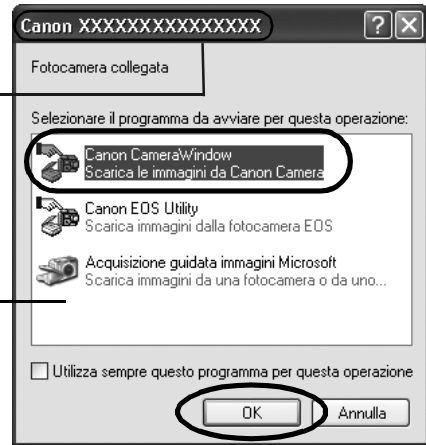 Canon XXXXXXXXXXXXXXX
Fotocamera collegata
Selezionare il programma da avviare per questa operazione:
Canon CameraWindow
Scarica le immagini da Canon Camera
Canon EOS Utility
Scarica immagini dalla fotocamera EOS
Acquisizione guidata immagini Microsoft
Scarica immagini da una fotocamera o da uno...
Utilizza sempre questo programma per questa operazione
OK
Annulla